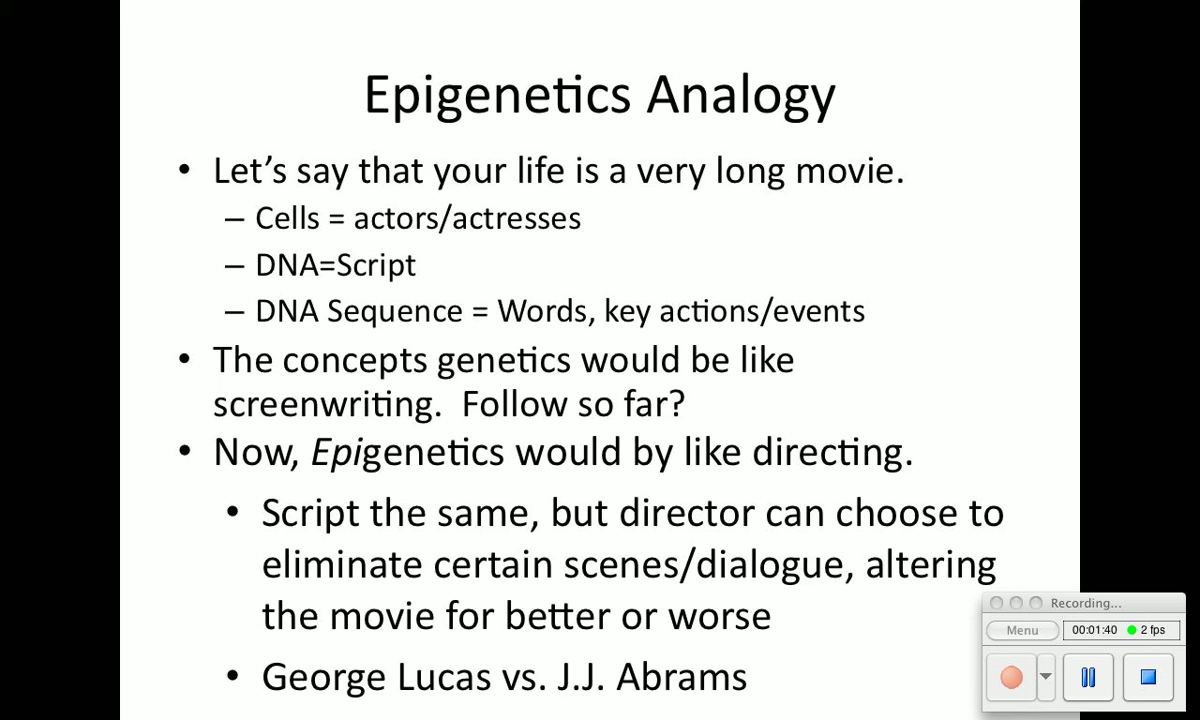 Epigenetics Analogy
• Let’s say that your life is a very long movie.
– Cells = actors/actresses
– DNA=Script
– DNA Sequence = Words, key actions/events
• The concepts genetics would be like
screenwriting.  Follow so far?
• Now, Epigenetics would by like directing.
• Script the same, but director can choose to
eliminate certain scenes/dialogue, altering
the movie for better or worse
• George Lucas vs. J.J. Abrams
Recording...
Menu
00:01:40
2 fps